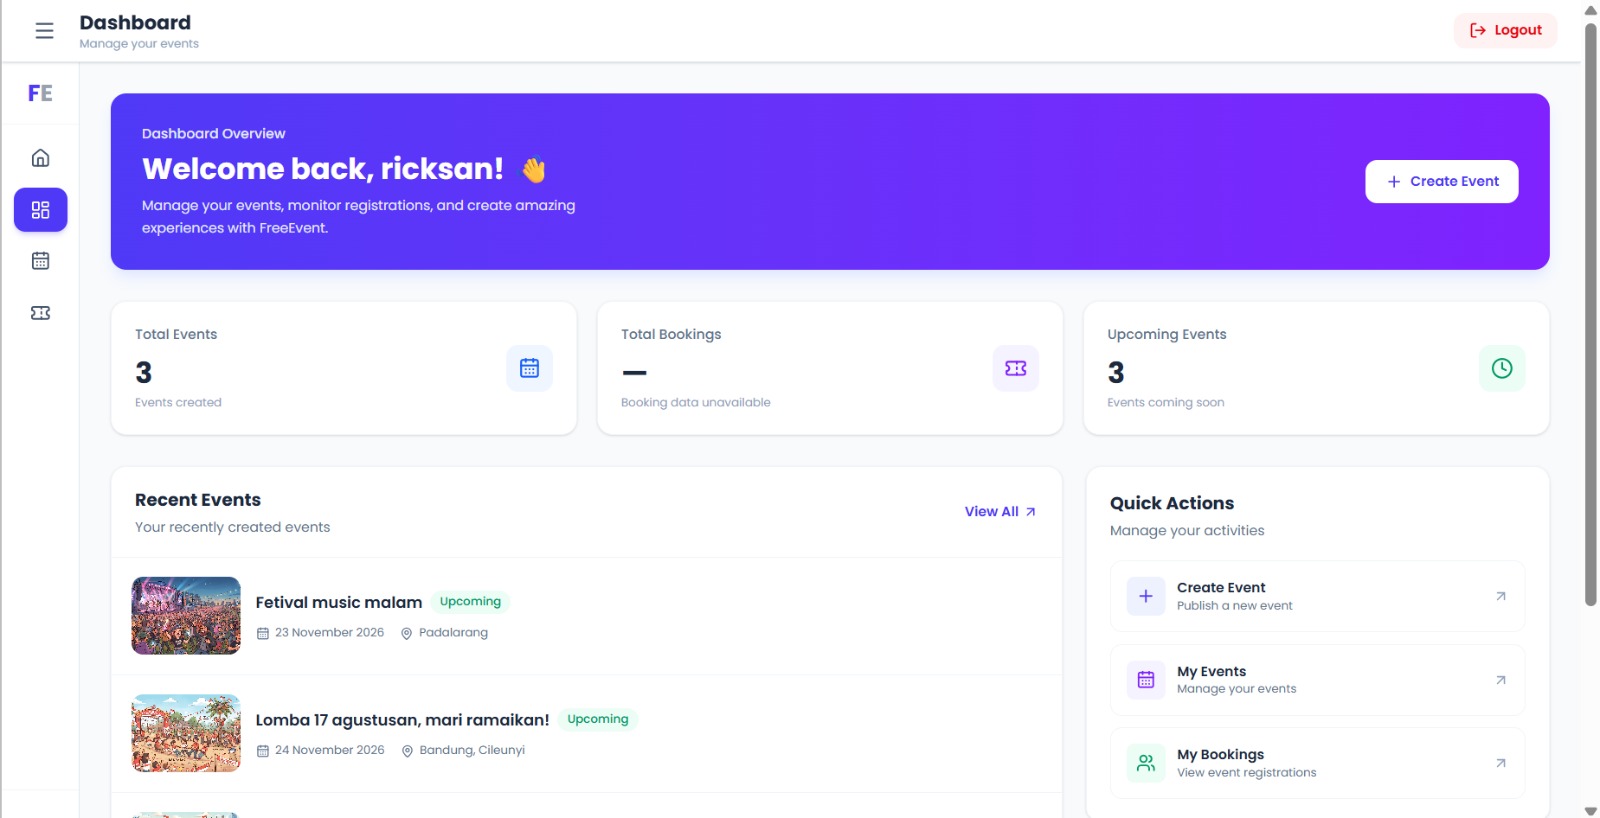 Dashboard
Manage your events
Logout
FE
Dashboard Overview
Welcome back, ricksan! 👋
Manage your events, monitor registrations, and create amazing
experiences with FreeEvent.
Create Event
Total Events
3
Events created
Total Bookings
—
Booking data unavailable
Upcoming Events
3
Events coming soon
Recent Events
Your recently created events
View All
Fetival music malam
Upcoming
23 November 2026
Padalarang
Lomba 17 agustusan, mari ramaikan!
Upcoming
24 November 2026
Bandung, Cileunyi
Quick Actions
Manage your activities
Create Event
Publish a new event
My Events
Manage your events
My Bookings
View event registrations